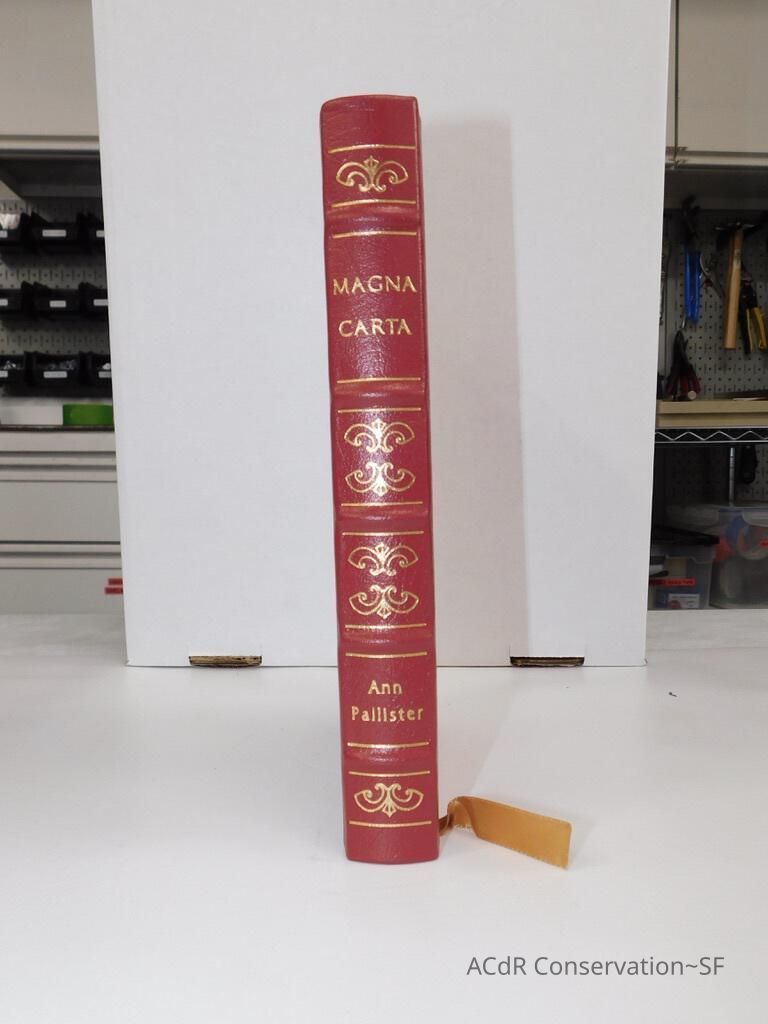 MAGNA
CARTA
Ann
Pallister
ACdR Conservation~SF